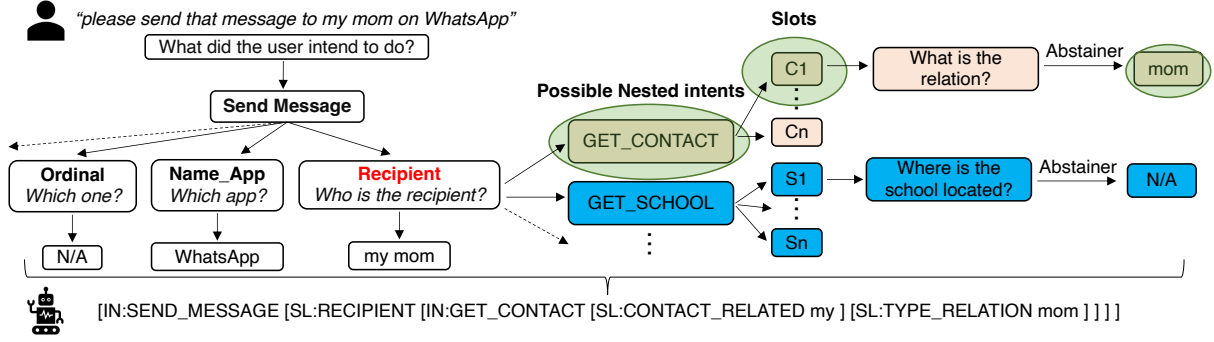 “please send that message to my mom on WhatsApp”
What did the user intend to do?
Send Message
Ordinal
Which one?
N/A
Name_App
Which app?
WhatsApp
Recipient
Who is the recipient?
my mom
Possible Nested intents
GET_CONTACT
GET_SCHOOL
⋮
Slots
C1
⋮
Cn
S1
⋮
Sn
What is the
relation?
Abstainer
mom
Where is the
school located?
Abstainer
N/A
[IN:SEND_MESSAGE [SL:RECIPIENT [IN:GET_CONTACT [SL:CONTACT_RELATED my ] [SL:TYPE_RELATION mom ] ] ] ]